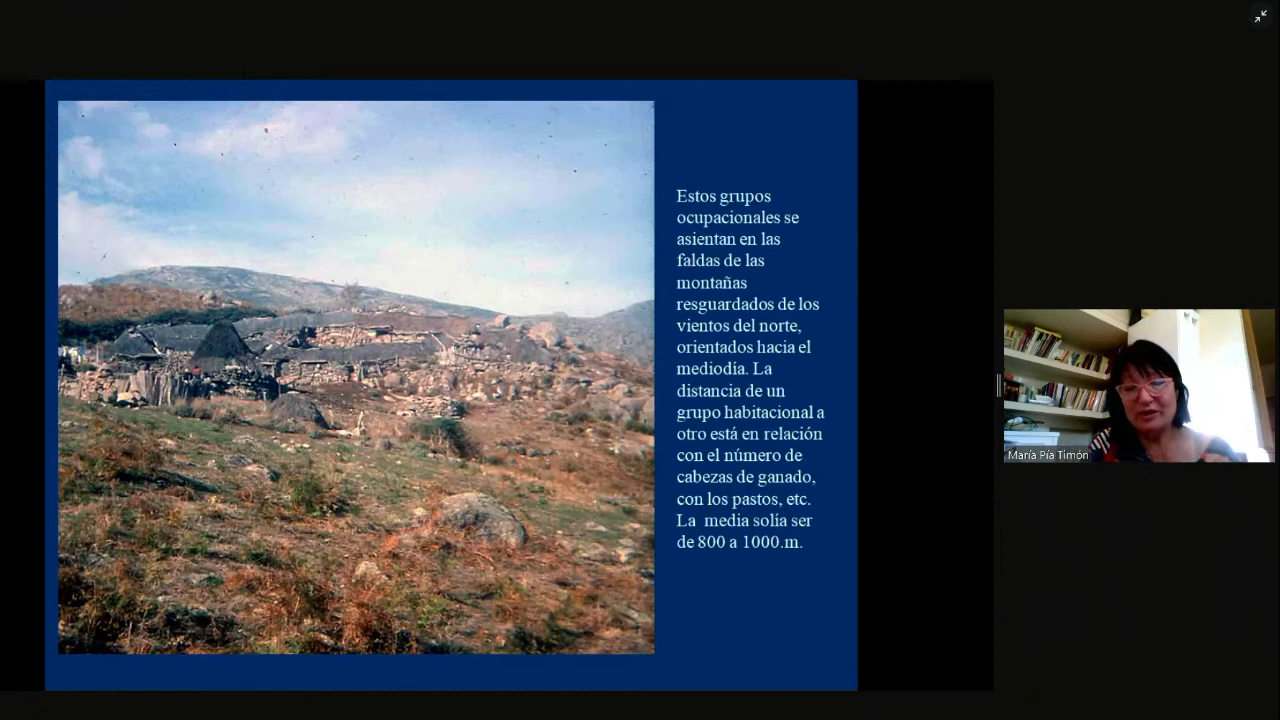 Estos grupos
ocupacionales se
asientan en las
faldas de las
montañas
resguardados de los
vientos del norte,
orientados hacia el
mediodía. La
distancia de un
grupo habitacional a
otro está en relación
con el número de
cabezas de ganado,
con los pastos, etc.
La  media solía ser
de 800 a 1000.m.
María Pía Timón